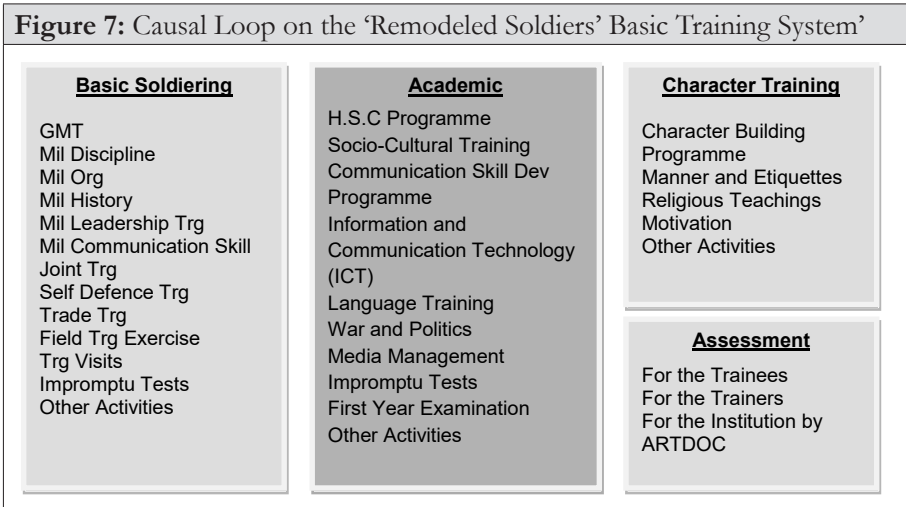 Figure 7: Causal Loop on the ‘Remodeled Soldiers’ Basic Training System’
Basic Soldiering
GMT
Mil Discipline
Mil Org
Mil History
Mil Leadership Trg
Mil Communication Skill
Joint Trg
Self Defence Trg
Trade Trg
Field Trg Exercise
Trg Visits
Impromptu Tests
Other Activities
Academic
H.S.C Programme
Socio-Cultural Training
Communication Skill Dev
Programme
Information and
Communication Technology
(ICT)
Language Training
War and Politics
Media Management
Impromptu Tests
First Year Examination
Other Activities
Character Training
Character Building
Programme
Manner and Etiquettes
Religious Teachings
Motivation
Other Activities
Assessment
For the Trainees
For the Trainers
For the Institution by
ARTDOC